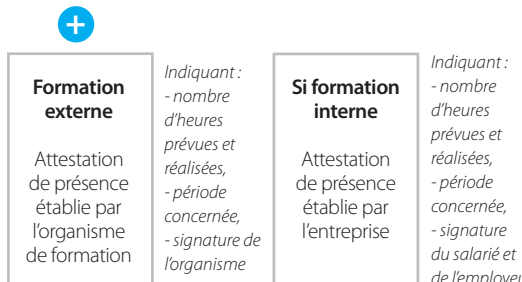 Formation
externe
Attestation
de présence
établie par
l’organisme
de formation
Indiquant :
- nombre
d’heures
prévues et
réalisées,
- période
concernée,
- signature de
l’organisme
Si formation
interne
Attestation
de présence
établie par
l’entreprise
Indiquant :
- nombre
d’heures
prévues et
réalisées,
- période
concernée,
- signature
du salarié et
de